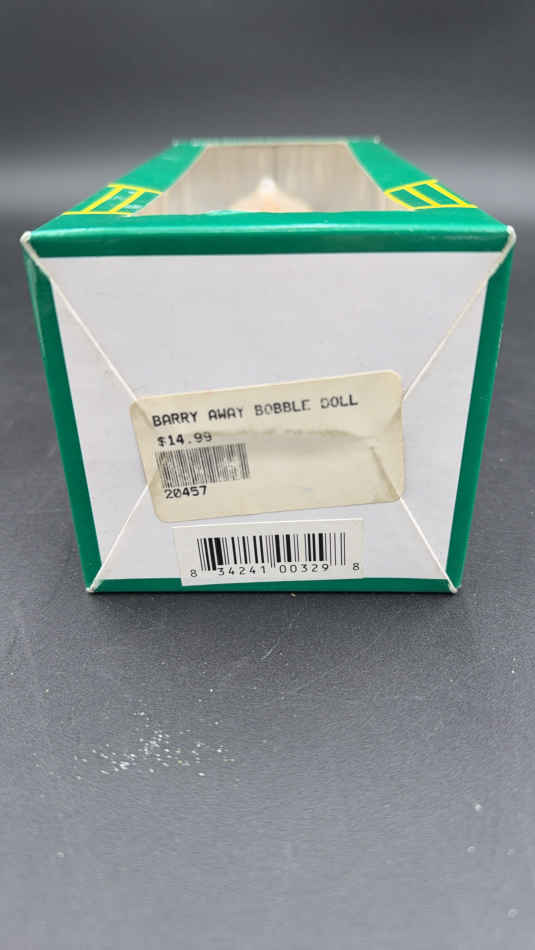 BARRY AWAY BOBBLE DOLL
$14.99
20457
8 34241 00329 8